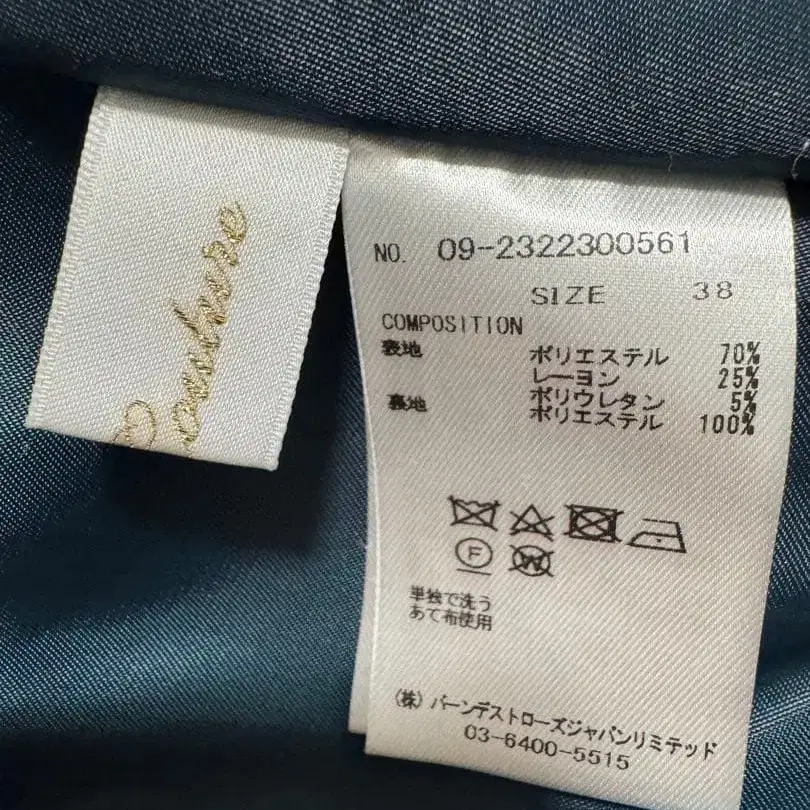 Couture
NO. 09-2322300561
SIZE 38
COMPOSITION
表地 ポリエステル 70%
レーヨン 25%
ポリウレタン 5%
裏地 ポリエステル 100%
F W
単独で洗う
あて布使用
(株) バーンデストローズジャパンリミテッド
03-6400-5515